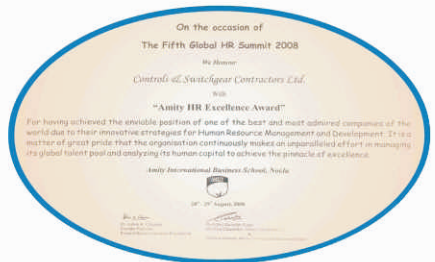 On the occasion of
The Fifth Global HR Summit 2008
We Honour
Controls & Switchgear Contractors Ltd.
With
"Amity HR Excellence Award"
For having achieved the enviable position of one of the best and most admired companies of the
world due to their innovative strategies for Human Resource Management and Development. It is a
matter of great pride that the organisation continuously makes an unparalleled effort in managing
its global talent pool and analyzing its human capital to achieve the pinnacle of excellence.
Amity International Business School, Noida
28th - 29th August, 2008